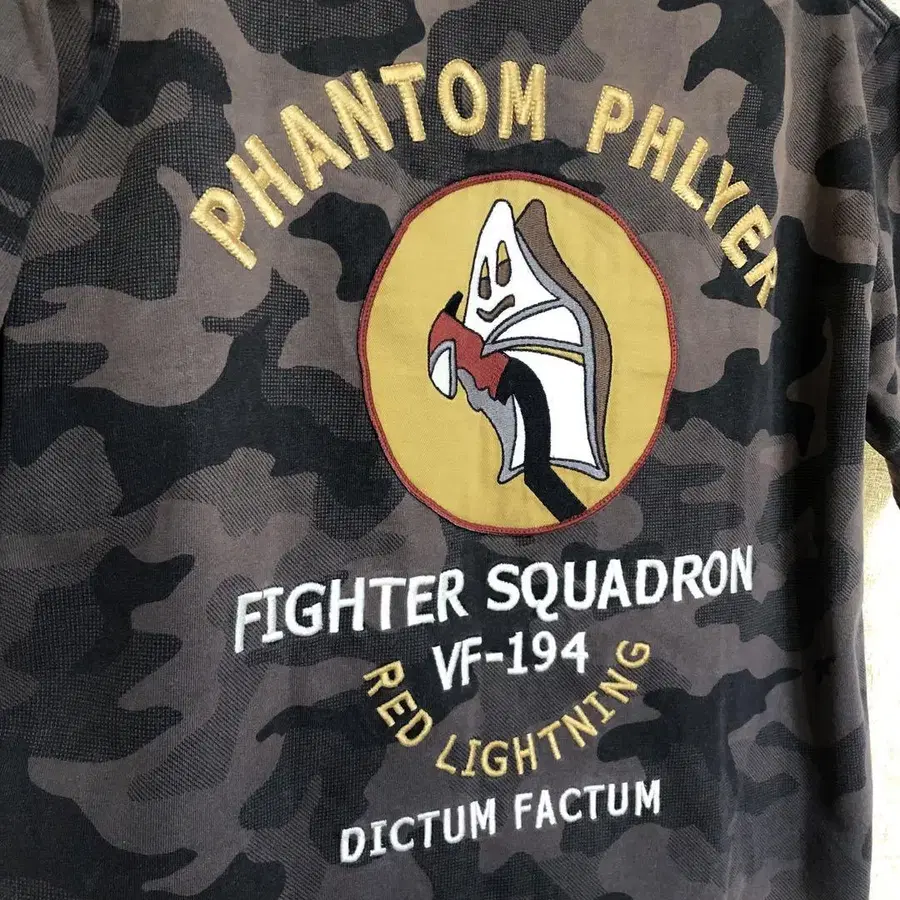 PHANTOM PHLYER
FIGHTER SQUADRON
VF-194
RED LIGHTNING
DICTUM FACTUM